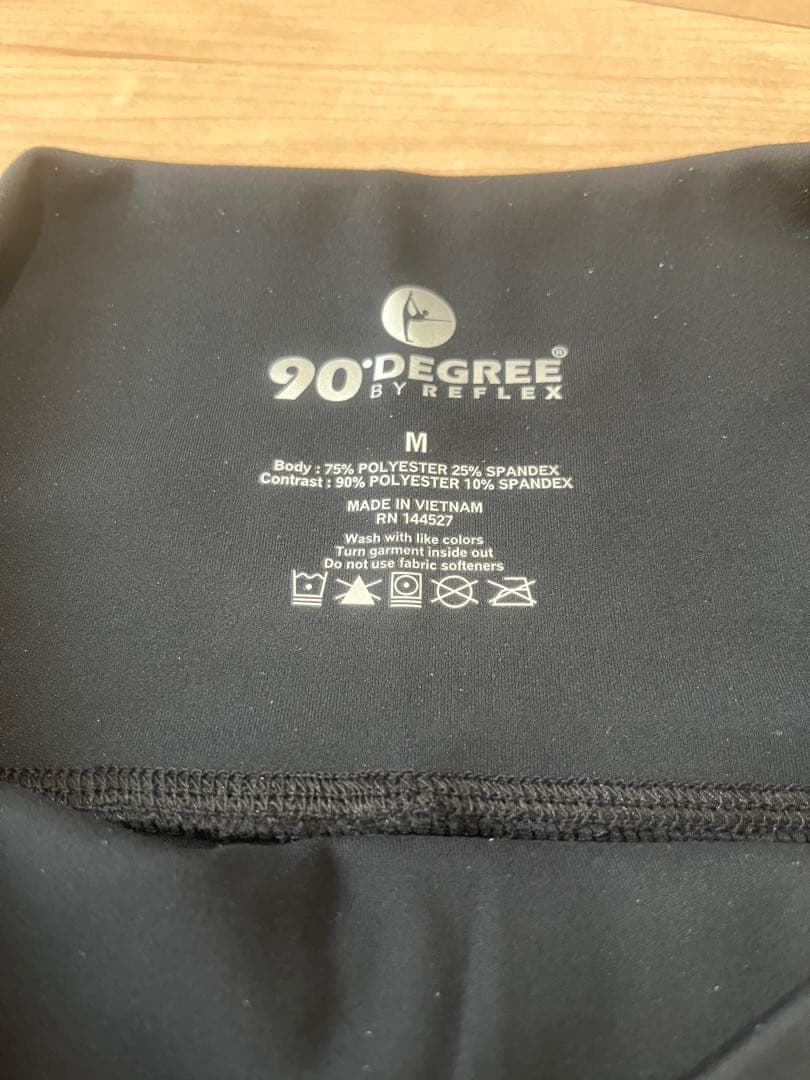 90°DEGREE®
BY REFLEX
M
Body : 75% POLYESTER 25% SPANDEX
Contrast : 90% POLYESTER 10% SPANDEX
MADE IN VIETNAM
RN 144527
Wash with like colors
Turn garment inside out
Do not use fabric softeners